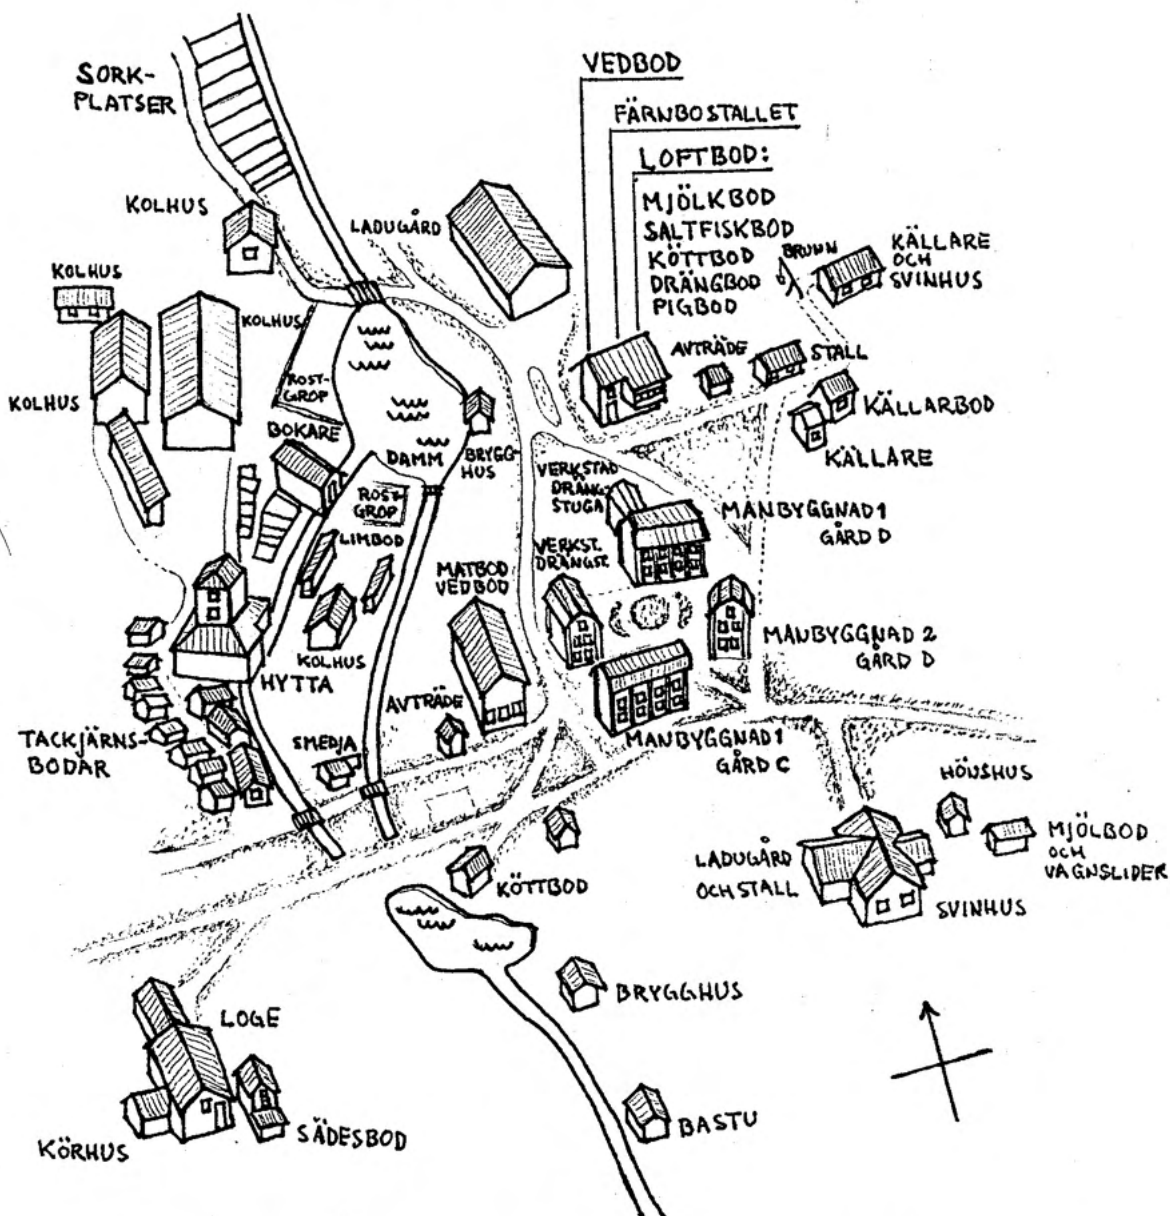 SORK-
PLATSER
VEDBOD
FÄRNBOSTALLET
LOFTBOD:
MJÖLKBOD
SALTFISKBOD
KÖTTBOD
DRÄNGBOD
PIGBOD
KOLHUS
LADUGÅRD
BRUNN
KÄLLARE
OCH
SVINHUS
KOLHUS
KOLHUS
KOLHUS
ROST-
GROP
BOKARE
DAMM
BRYGG-
HUS
AVTRÄDE
STALL
KÄLLARBOD
KÄLLARE
ROST-
GROP
LIMBOD
VERKSTAD
DRÄNG-
STUGA
MANBYGGNAD 1
GÅRD D
VERKST.
DRÄNGST.
MATBOD
VEDBOD
KOLHUS
HYTTA
MANBYGGNAD 2
GÅRD D
AVTRÄDE
SMEDJA
TACKJÄRNS-
BODAR
MANBYGGNAD 1
GÅRD C
HÖNSHUS
MJÖLBOD
OCH
VAGNSLIDER
LADUGÅRD
OCH STALL
SVINHUS
KÖTTBOD
BRYGGHUS
LOGE
KÖRHUS
SÄDESBOD
BASTU